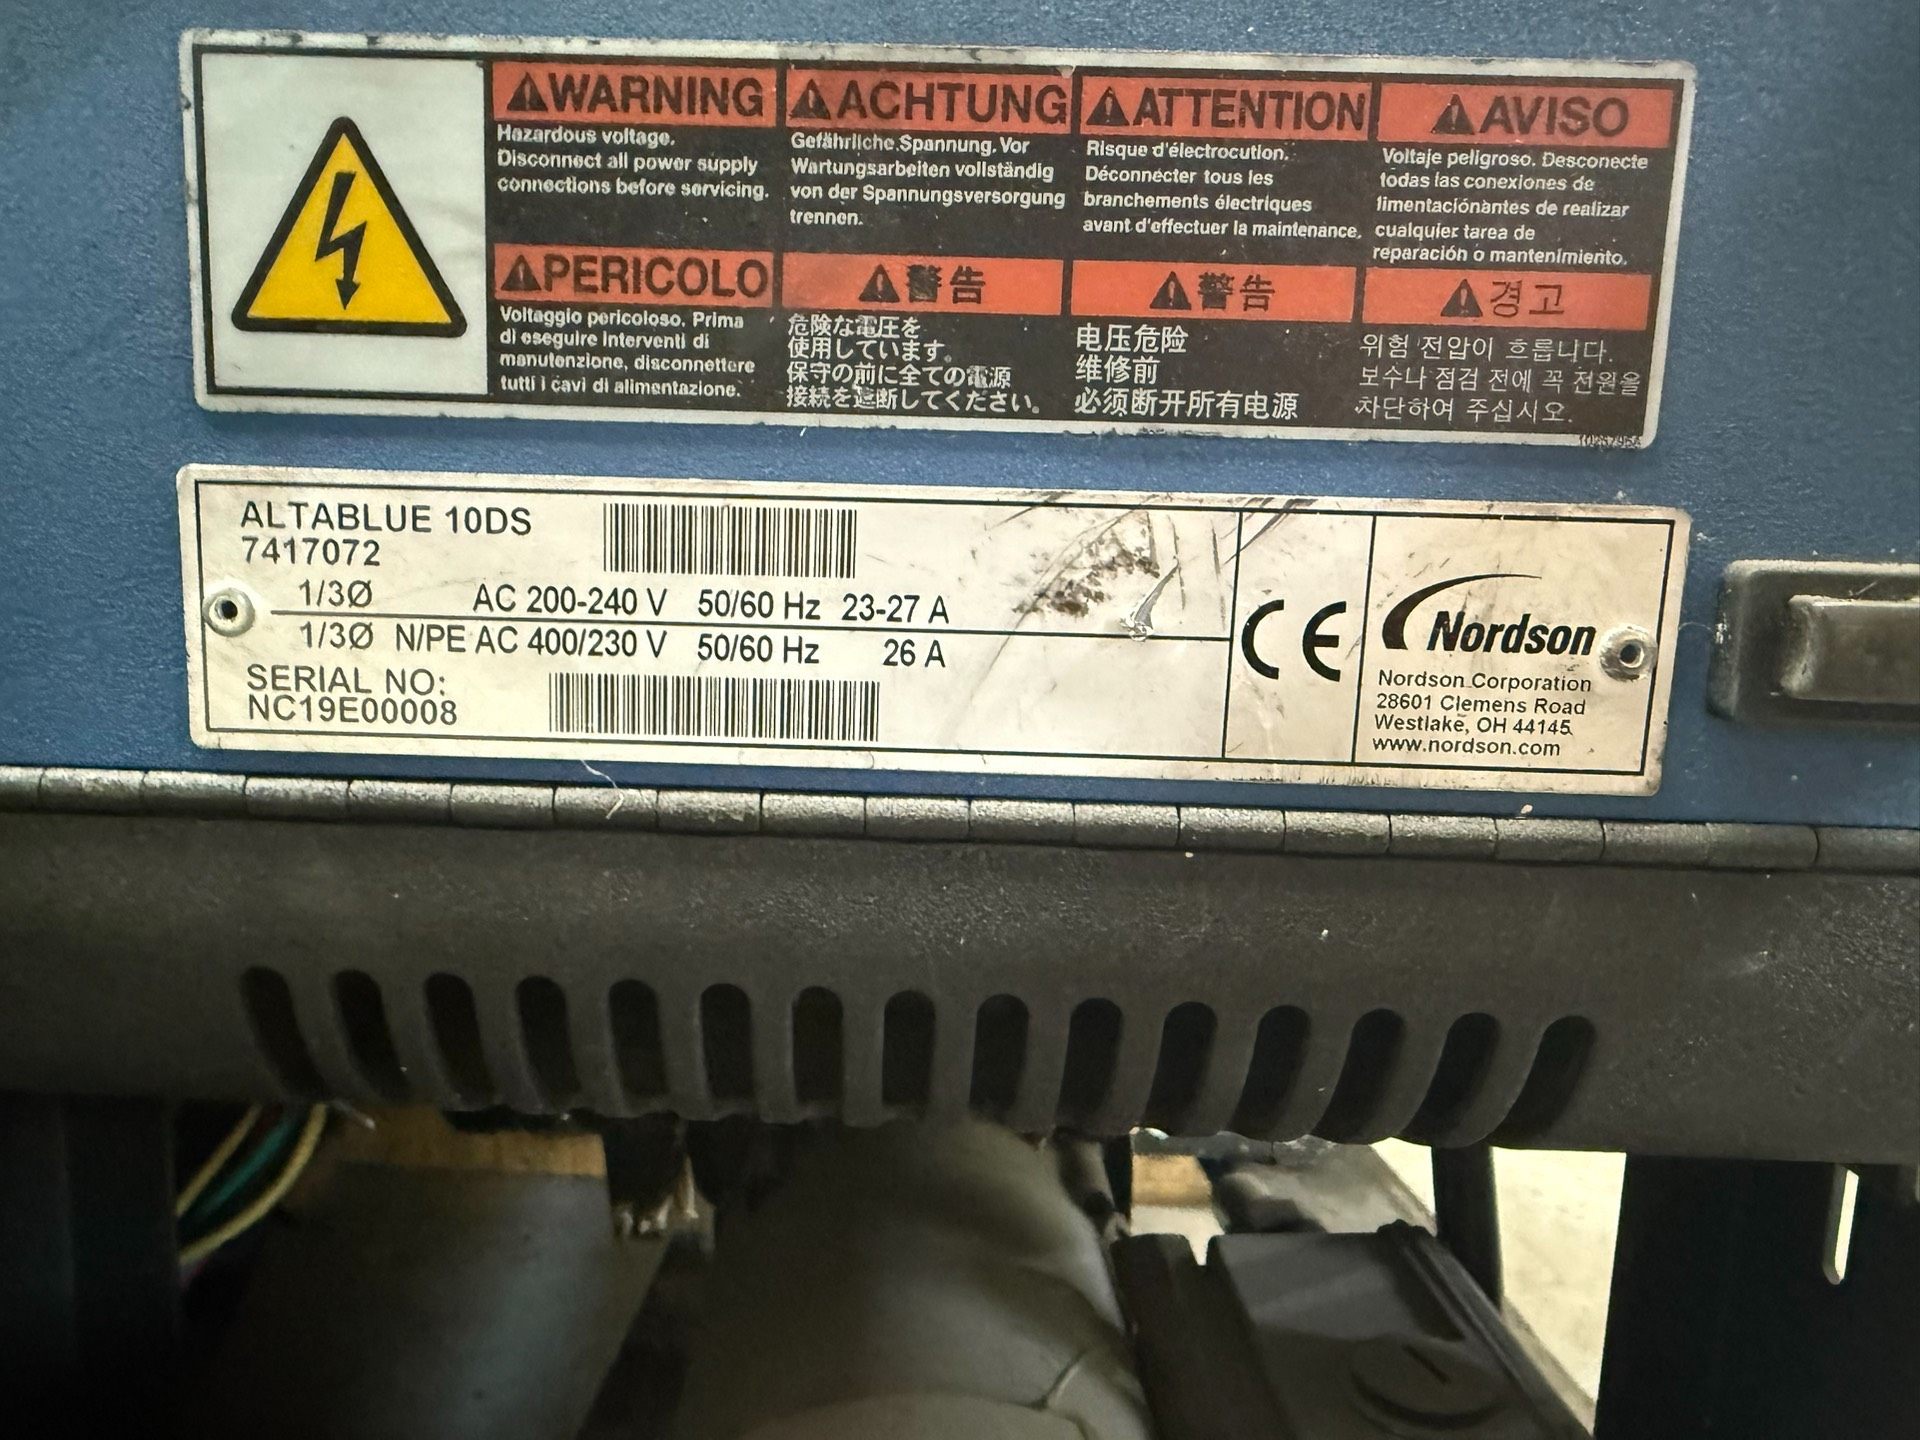 WARNING
Hazardous voltage.
Disconnect all power supply
connections before servicing.
ACHTUNG
Gefährliche Spannung. Vor
Wartungsarbeiten vollständig
von der Spannungsversorgung
trennen.
ATTENTION
Risque d'électrocution.
Déconnecter tous les
branchements électriques
avant d'effectuer la maintenance.
AVISO
Voltaje peligroso. Desconecte
todas las conexiones de
limentaciónantes de realizar
cualquier tarea de
reparación o mantenimiento.
PERICOLO
Voltaggio pericoloso. Prima
di eseguire interventi di
manutenzione, disconnettere
tutti i cavi di alimentazione.
警告
危険な電圧を
使用しています。
保守の前に全ての電源
接続を遮断してください。
警告
电压危险
维修前
必须断开所有电源
경고
위험 전압이 흐릅니다.
보수나 점검 전에 꼭 전원을
차단하여 주십시오.
ALTABLUE 10DS
7417072
1/3Ø AC 200-240 V 50/60 Hz 23-27 A
1/3Ø N/PE AC 400/230 V 50/60 Hz 26 A
SERIAL NO:
NC19E00008
CE
Nordson
Nordson Corporation
28601 Clemens Road
Westlake, OH 44145
www.nordson.com